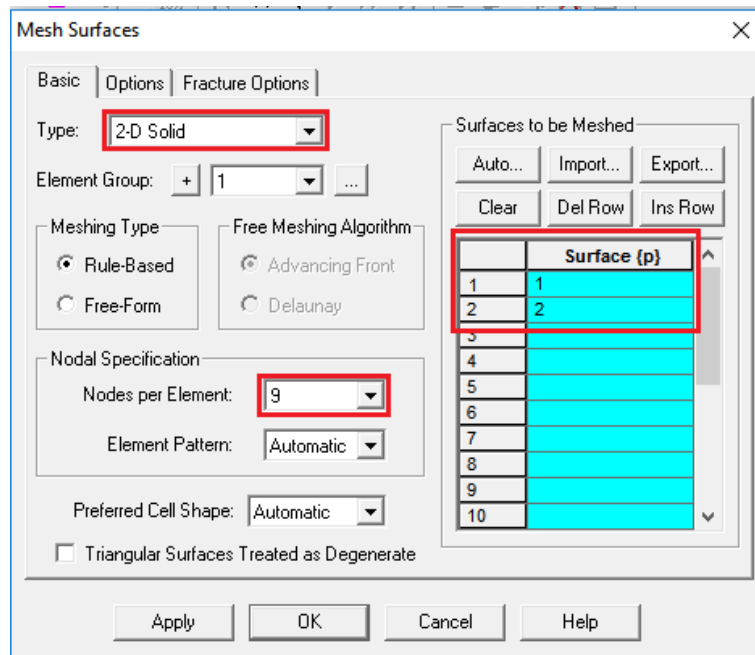 Mesh Surfaces
Basic Options Fracture Options
Type: 2-D Solid
Element Group: + 1 ...
Meshing Type
Rule-Based
Free-Form
Free Meshing Algorithm
Advancing Front
Delaunay
Nodal Specification
Nodes per Element: 9
Element Pattern: Automatic
Preferred Cell Shape: Automatic
Triangular Surfaces Treated as Degenerate
Surfaces to be Meshed
Auto... Import... Export...
Clear Del Row Ins Row
Surface {p}
1 1
2 2
3
4
5
6
7
8
9
10
Apply OK Cancel Help